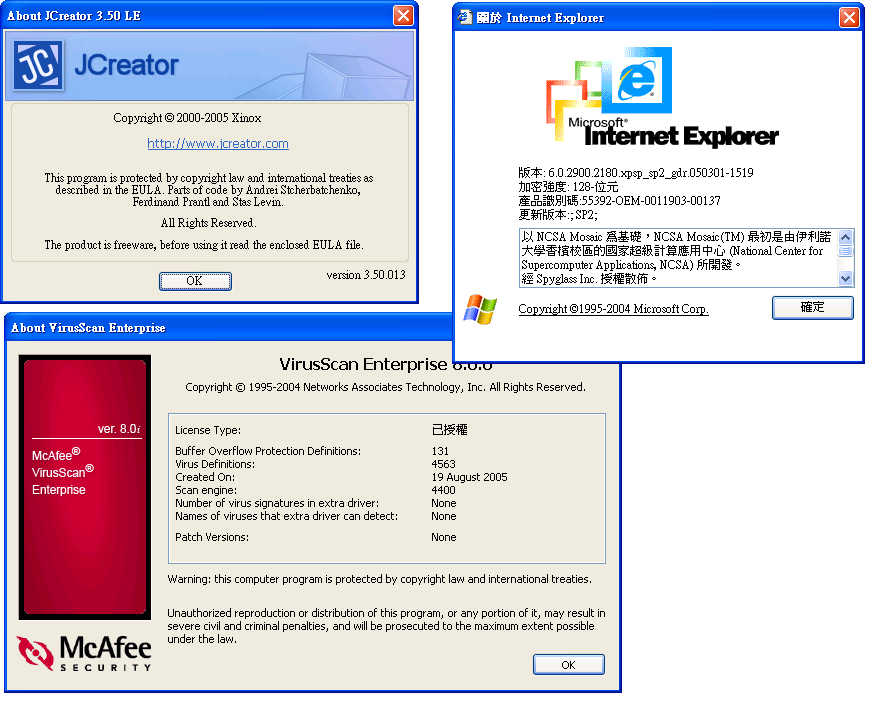 About JCreator 3.50 LE
JC
JCreator
Copyright © 2000-2005 Xinox
http://www.jcreator.com
This program is protected by copyright law and international treaties as
described in the EULA. Parts of code by Andrei Stcherbatchenko,
Ferdinand Prantl and Stas Levin.
All Rights Reserved.
The product is freeware, before using it read the enclosed EULA file.
OK
version 3.50.013
關於 Internet Explorer
Microsoft®
Internet Explorer
版本: 6.0.2900.2180.xpsp_sp2_gdr.050301-1519
加密強度: 128-位元
產品識別碼:55392-OEM-0011903-00137
更新版本:; SP2;
以 NCSA Mosaic 為基礎，NCSA Mosaic(TM) 最初是由伊利諾
大學香檳校區的國家超級計算應用中心 (National Center for
Supercomputer Applications, NCSA) 所開發。
經 Spyglass Inc. 授權散佈。
Copyright ©1995-2004 Microsoft Corp.
確定
About VirusScan Enterprise
VirusScan Enterprise 8.0.0
Copyright © 1995-2004 Networks Associates Technology, Inc. All Rights Reserved.
ver. 8.0i
McAfee®
VirusScan®
Enterprise
License Type: 已授權
Buffer Overflow Protection Definitions: 131
Virus Definitions: 4563
Created On: 19 August 2005
Scan engine: 4400
Number of virus signatures in extra driver: None
Names of viruses that extra driver can detect: None
Patch Versions: None
Warning: this computer program is protected by copyright law and international treaties.
Unauthorized reproduction or distribution of this program, or any portion of it, may result in
severe civil and criminal penalties, and will be prosecuted to the maximum extent possible
under the law.
McAfee
SECURITY
OK